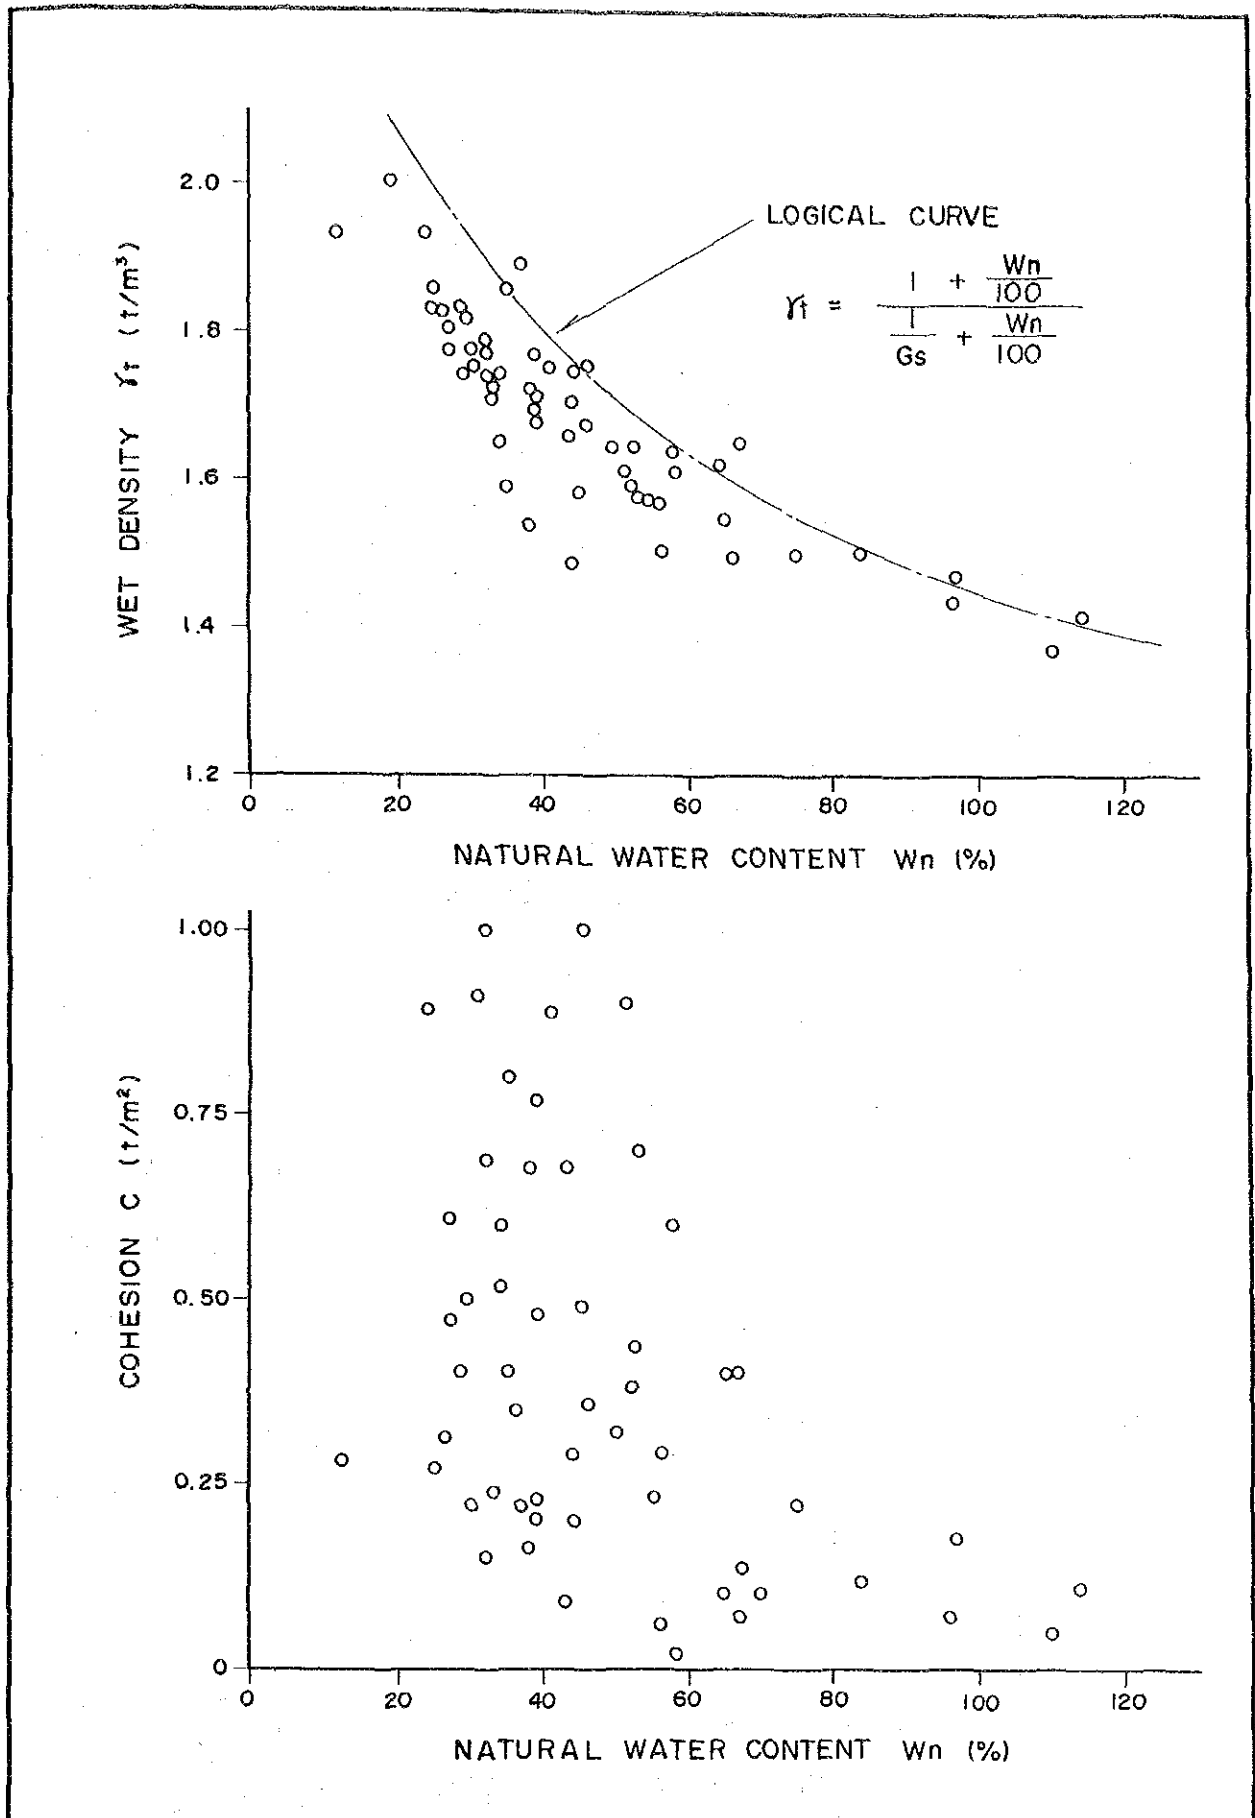 2.0
1.8
1.6
1.4
1.2
WET DENSITY γt (t/m³)
LOGICAL CURVE
γt = (1 + Wn/100) / (1/Gs + Wn/100)
0 20 40 60 80 100 120
NATURAL WATER CONTENT Wn (%)
1.00
0.75
0.50
0.25
0
COHESION C (t/m²)
0 20 40 60 80 100 120
NATURAL WATER CONTENT Wn (%)